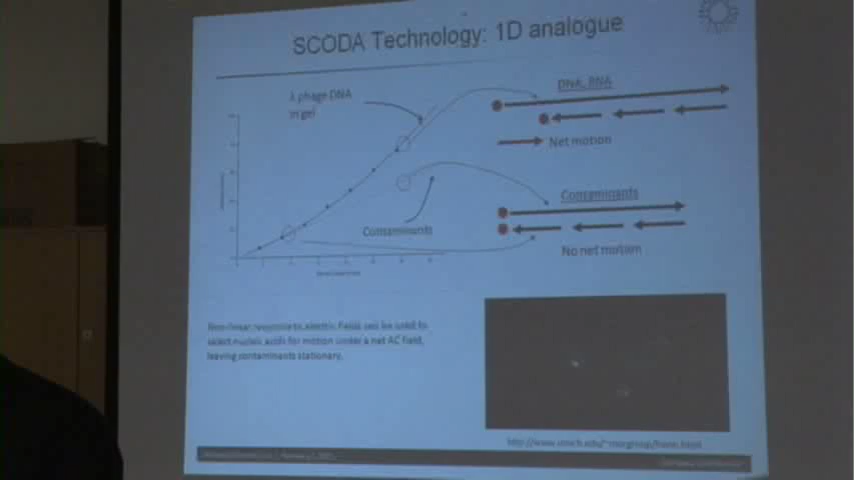 SCODA Technology: 1D analogue
λ phage DNA
in gel
DNA, RNA
Net motion
Contaminants
Contaminants
No net motion
Non-linear response to electric fields can be used to
select nucleic acids for motion under a net AC field,
leaving contaminants stationary.